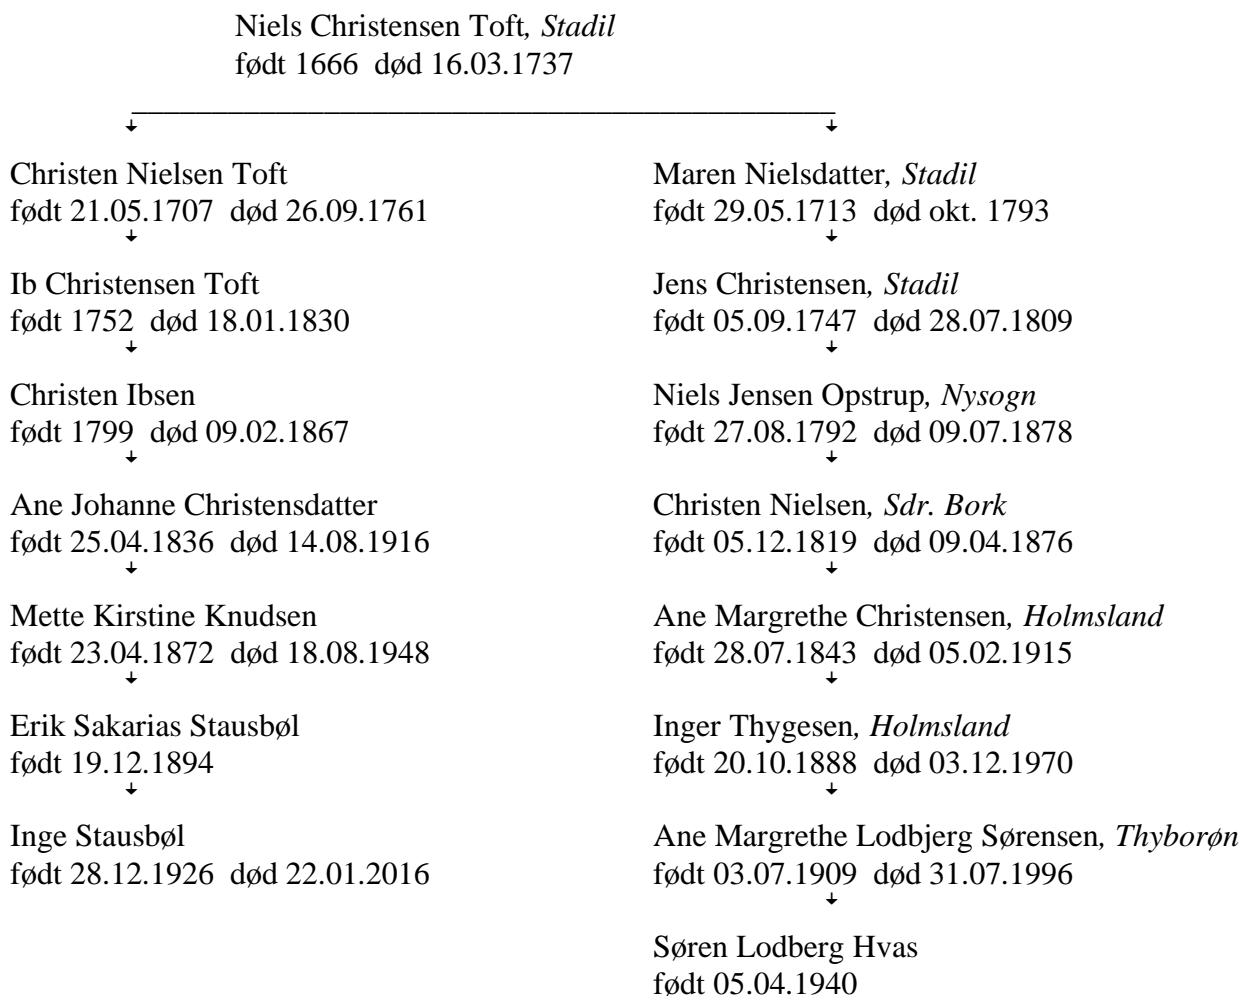 Niels Christensen Toft, Stadil
født 1666 død 16.03.1737
Christen Nielsen Toft
født 21.05.1707 død 26.09.1761
Ib Christensen Toft
født 1752 død 18.01.1830
Christen Ibsen
født 1799 død 09.02.1867
Ane Johanne Christensdatter
født 25.04.1836 død 14.08.1916
Mette Kirstine Knudsen
født 23.04.1872 død 18.08.1948
Erik Sakarias Stausbøl
født 19.12.1894
Inge Stausbøl
født 28.12.1926 død 22.01.2016
Maren Nielsdatter, Stadil
født 29.05.1713 død okt. 1793
Jens Christensen, Stadil
født 05.09.1747 død 28.07.1809
Niels Jensen Opstrup, Nysogn
født 27.08.1792 død 09.07.1878
Christen Nielsen, Sdr. Bork
født 05.12.1819 død 09.04.1876
Ane Margrethe Christensen, Holmsland
født 28.07.1843 død 05.02.1915
Inger Thygesen, Holmsland
født 20.10.1888 død 03.12.1970
Ane Margrethe Lodbjerg Sørensen, Thyborøn
født 03.07.1909 død 31.07.1996
Søren Lodberg Hvas
født 05.04.1940